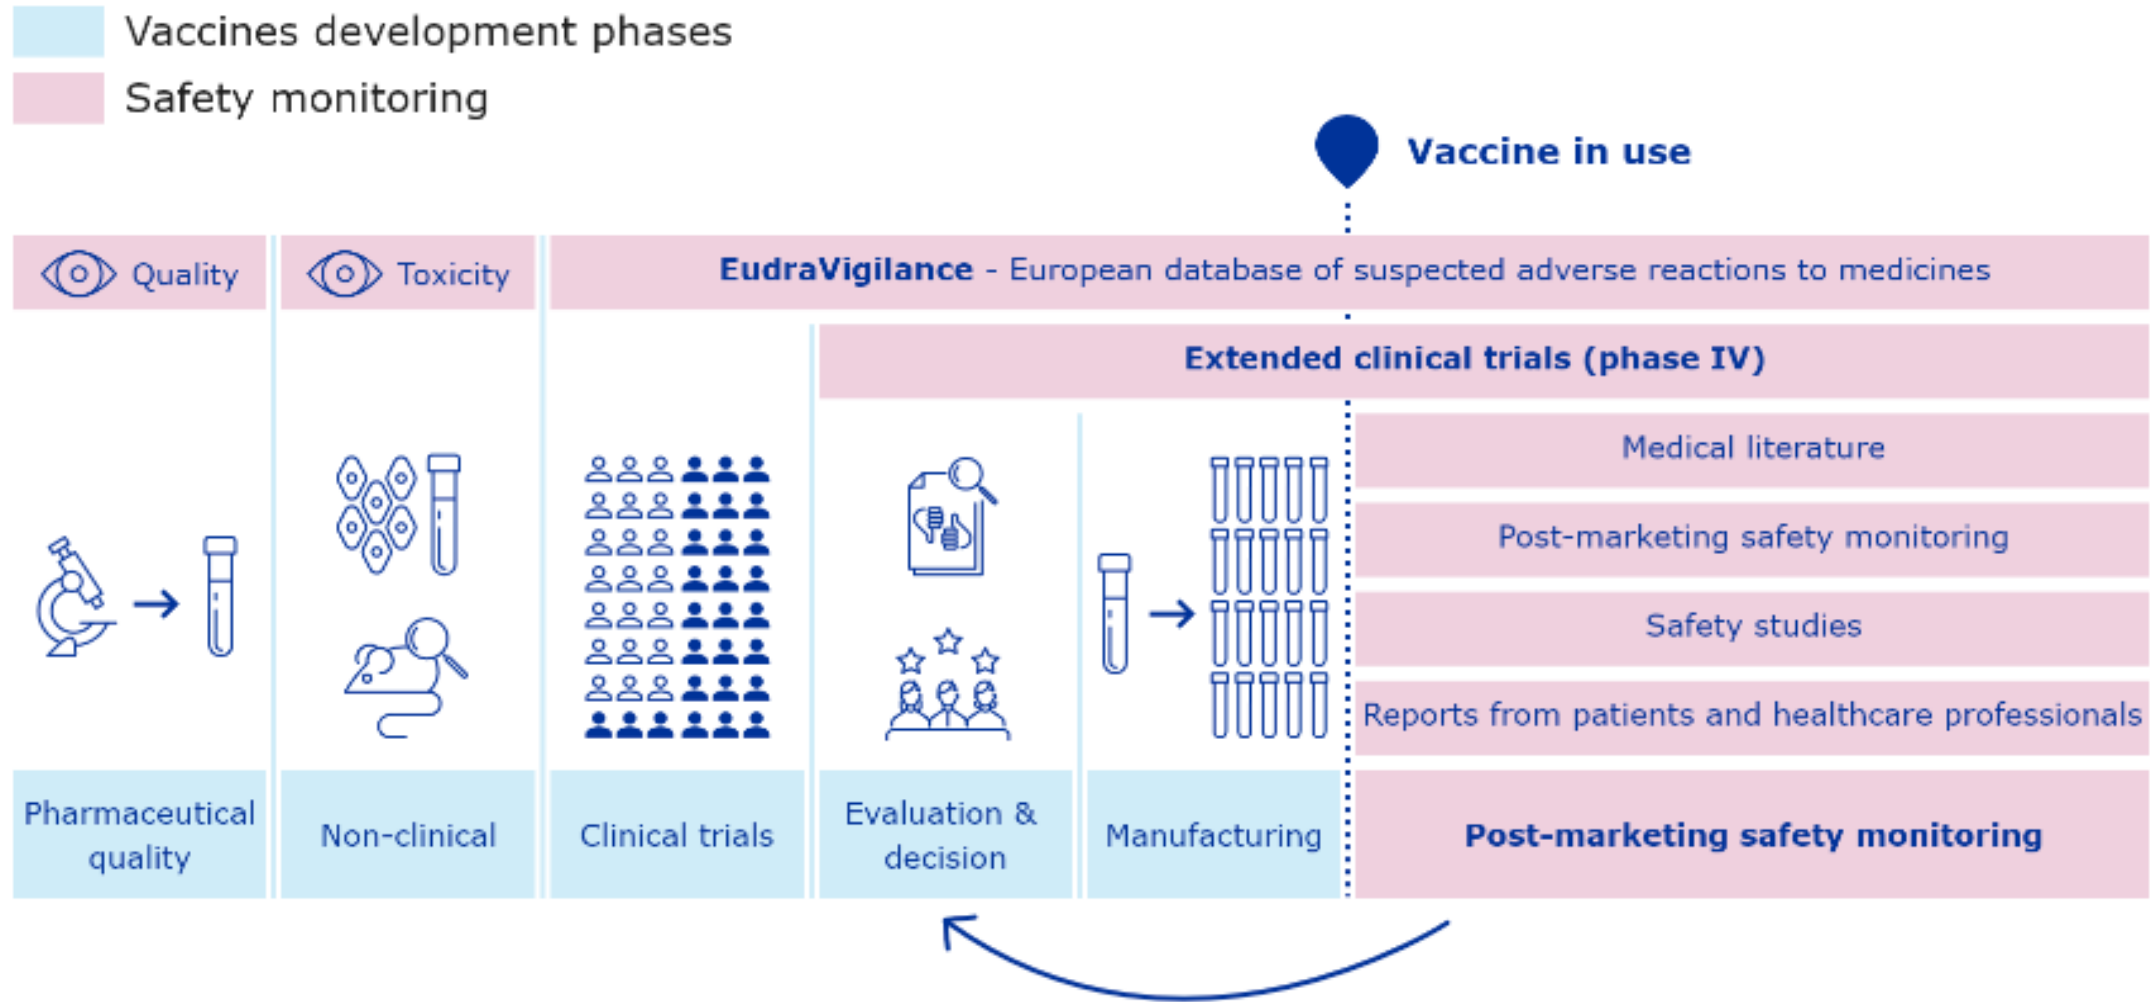 Vaccines development phases
Safety monitoring
Vaccine in use
Quality
Toxicity
EudraVigilance - European database of suspected adverse reactions to medicines
Extended clinical trials (phase IV)
Medical literature
Post-marketing safety monitoring
Safety studies
Reports from patients and healthcare professionals
Pharmaceutical
quality
Non-clinical
Clinical trials
Evaluation &
decision
Manufacturing
Post-marketing safety monitoring